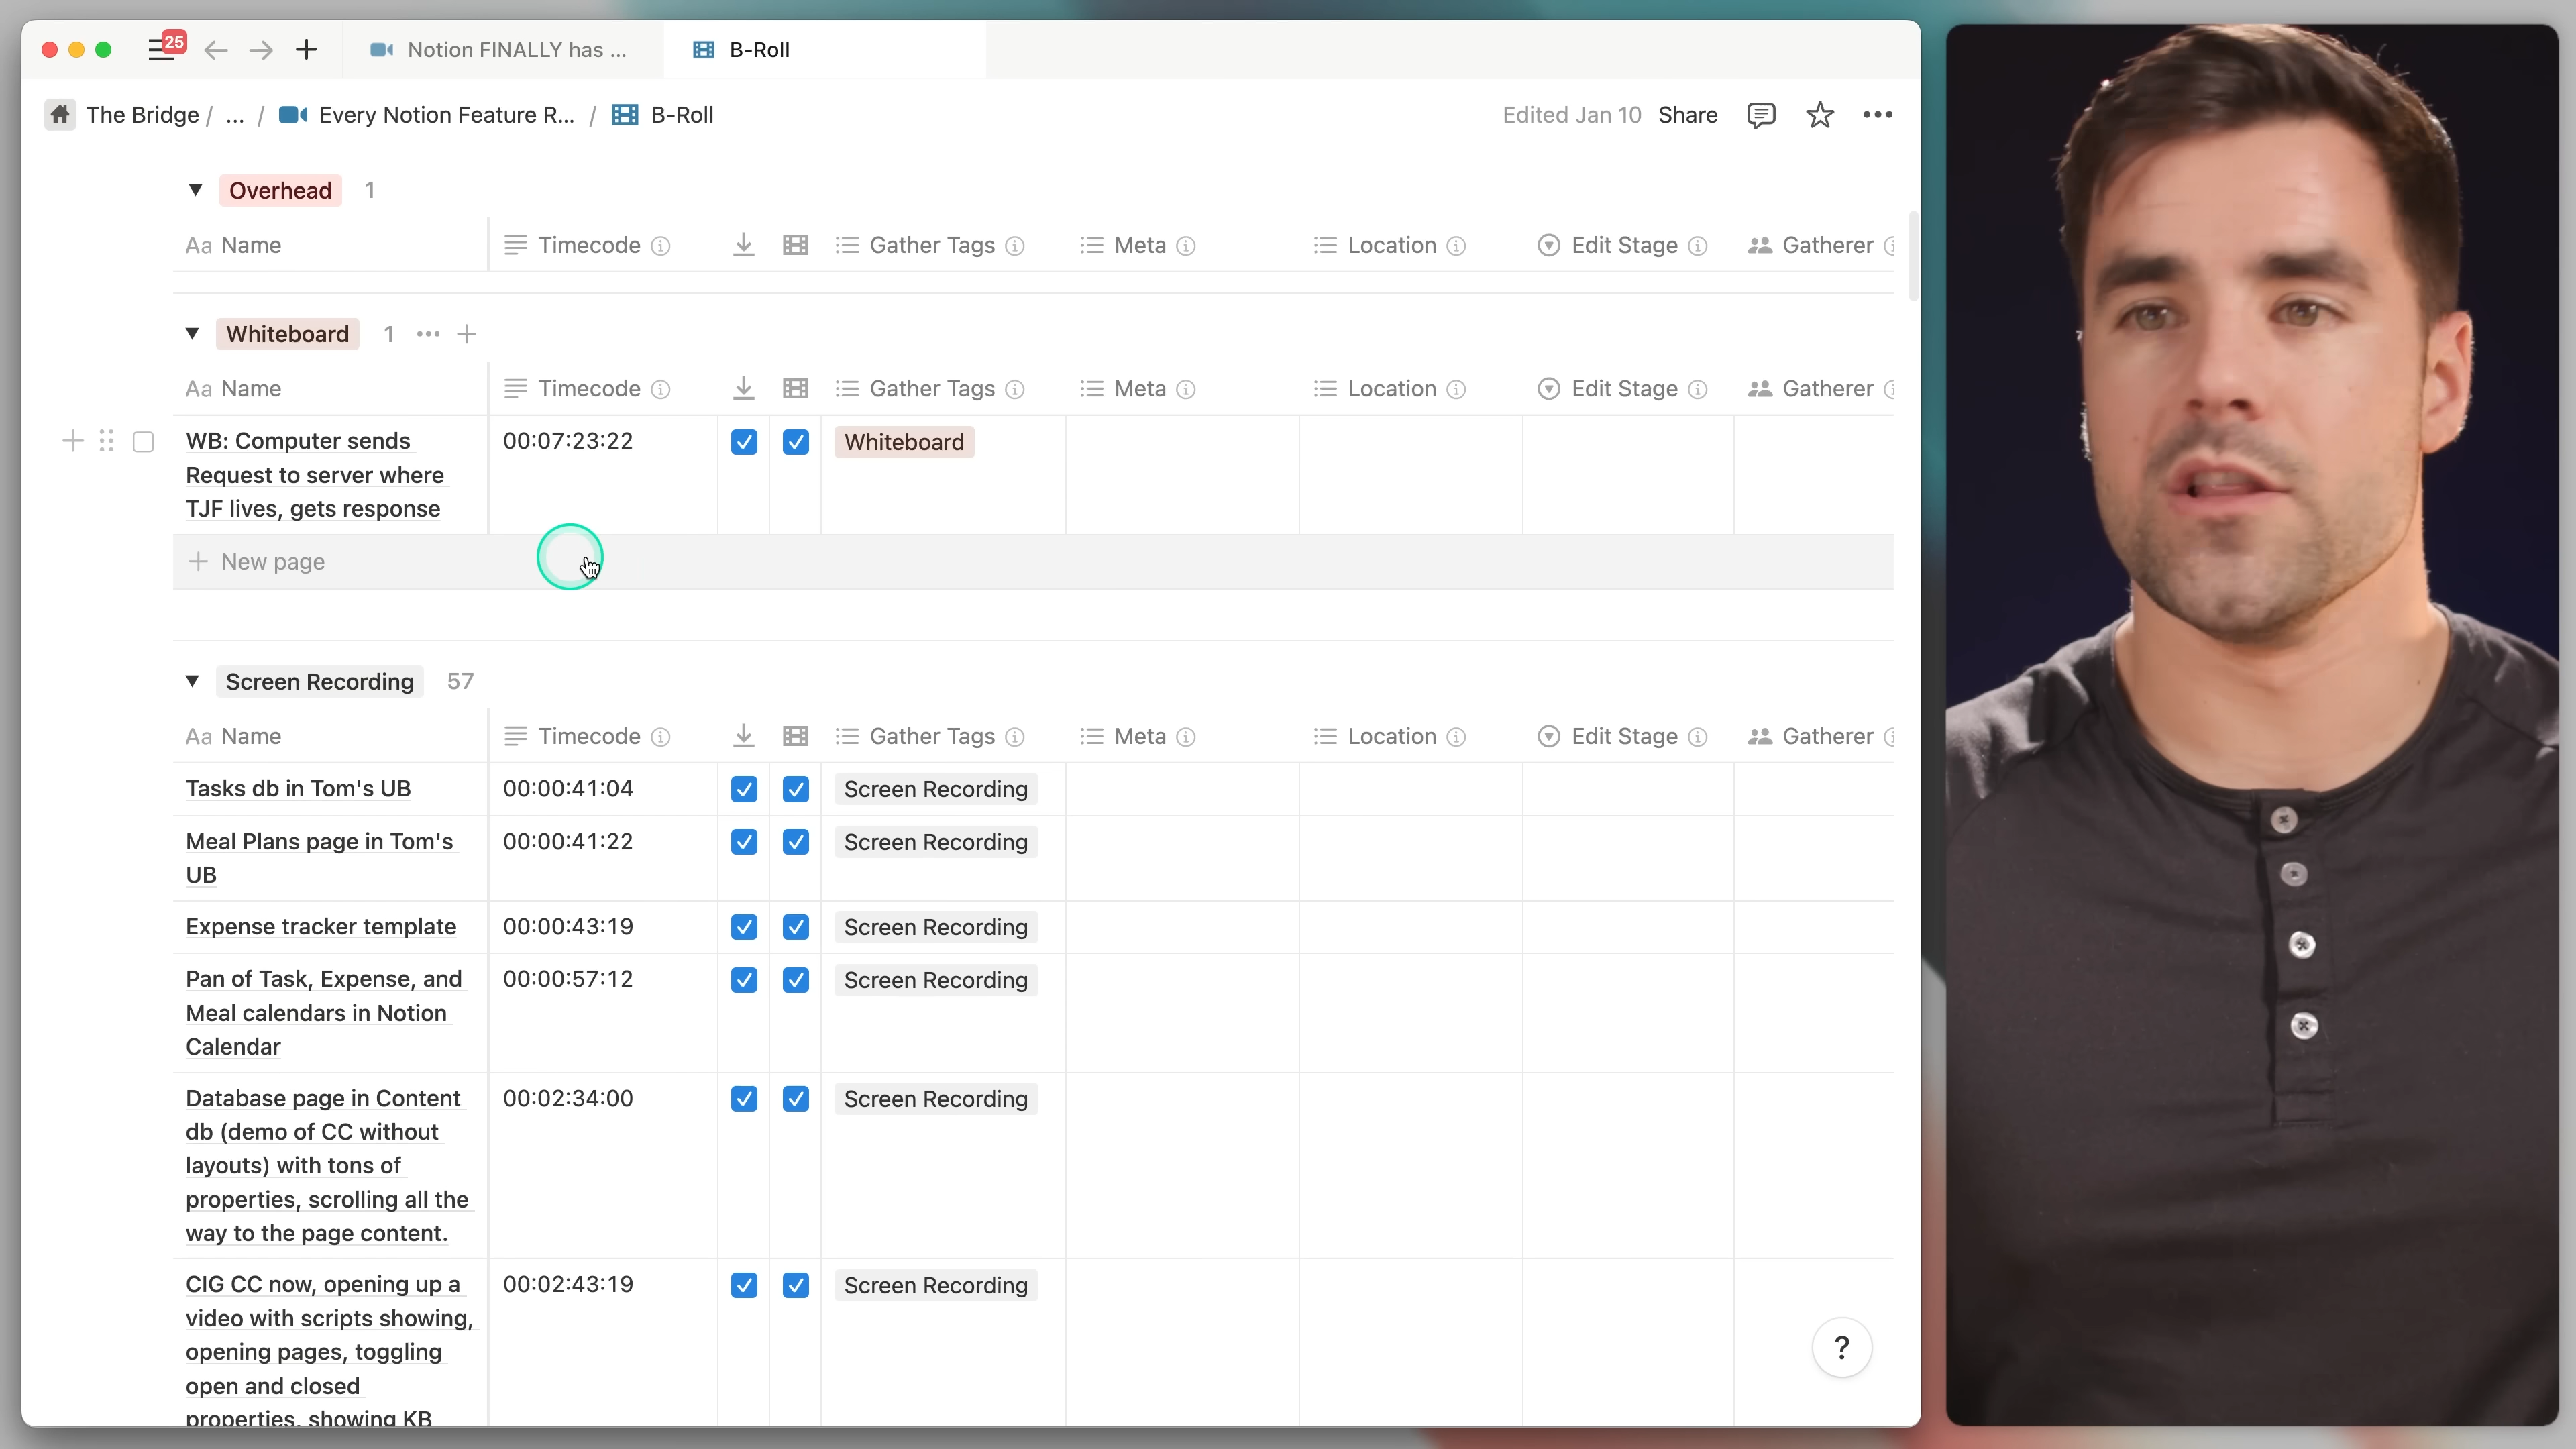 25
Notion FINALLY has ...
B-Roll
The Bridge / ... / Every Notion Feature R... / B-Roll
Edited Jan 10 Share
Overhead 1
Aa Name Timecode Gather Tags Meta Location Edit Stage Gatherer
Whiteboard 1
Aa Name Timecode Gather Tags Meta Location Edit Stage Gatherer
WB: Computer sends
Request to server where
TJF lives, gets response
00:07:23:22
Whiteboard
New page
Screen Recording 57
Aa Name Timecode Gather Tags Meta Location Edit Stage Gatherer
Tasks db in Tom's UB
00:00:41:04
Screen Recording
Meal Plans page in Tom's
UB
00:00:41:22
Screen Recording
Expense tracker template
00:00:43:19
Screen Recording
Pan of Task, Expense, and
Meal calendars in Notion
Calendar
00:00:57:12
Screen Recording
Database page in Content
db (demo of CC without
layouts) with tons of
properties, scrolling all the
way to the page content.
00:02:34:00
Screen Recording
CIG CC now, opening up a
video with scripts showing,
opening pages, toggling
open and closed
properties, showing KB
00:02:43:19
Screen Recording
?